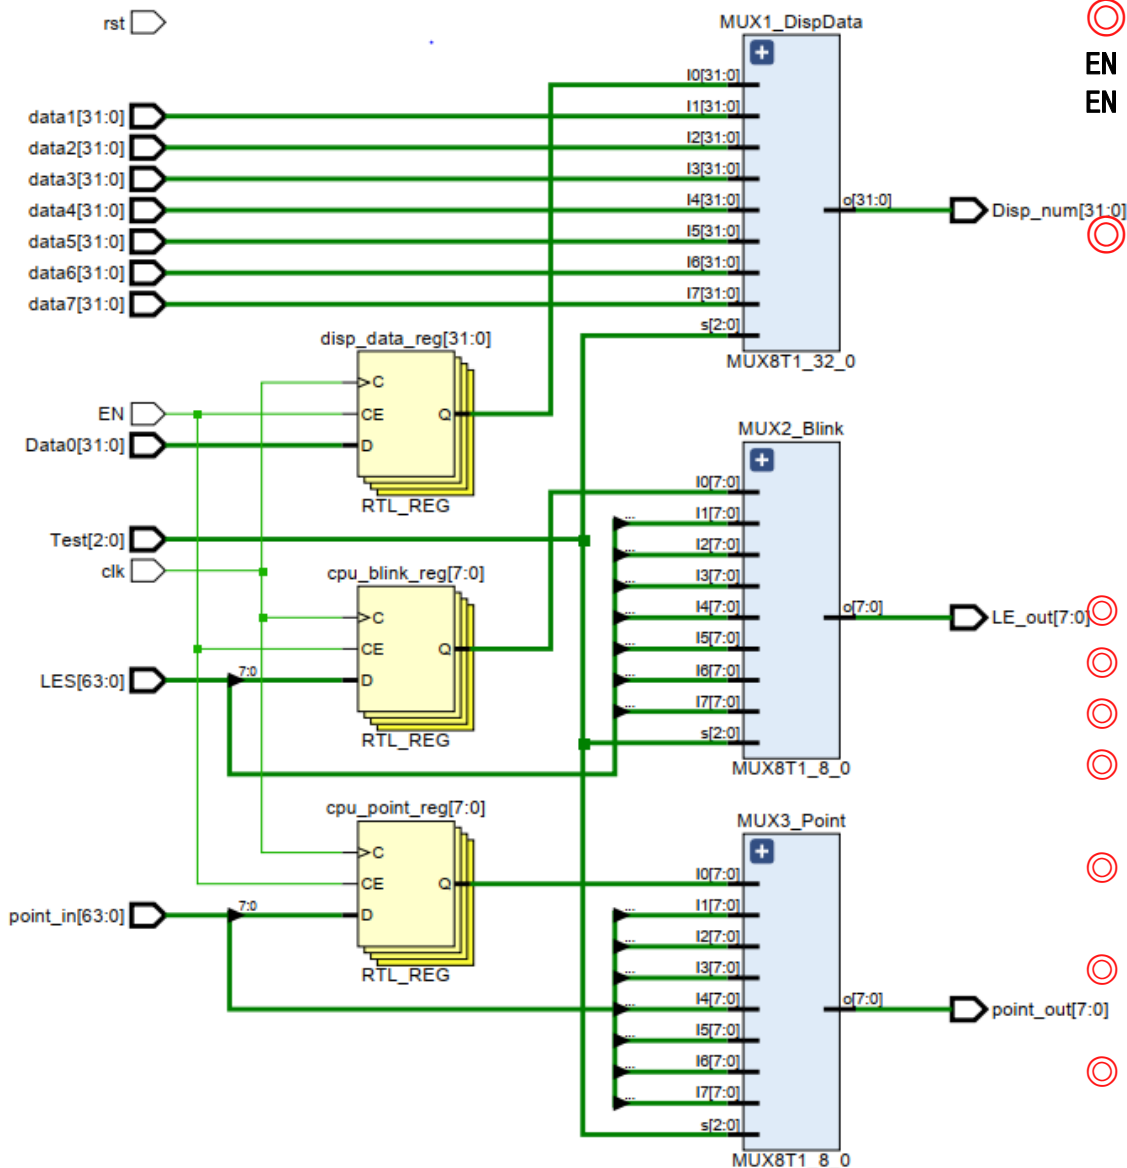 rst
MUX1_DispData
EN
EN
I0[31:0]
data1[31:0]
I1[31:0]
data2[31:0]
I2[31:0]
data3[31:0]
I3[31:0]
data4[31:0]
I4[31:0]
o[31:0]
Disp_num[31:0]
data5[31:0]
I5[31:0]
data6[31:0]
I6[31:0]
data7[31:0]
I7[31:0]
s[2:0]
MUX8T1_32_0
disp_data_reg[31:0]
C
EN
CE
Q
Data0[31:0]
D
RTL_REG
MUX2_Blink
I0[7:0]
... I1[7:0]
Test[2:0]
... I2[7:0]
clk
cpu_blink_reg[7:0]
... I3[7:0]
C
... I4[7:0]
o[7:0]
LE_out[7:0]
CE
Q
... I5[7:0]
LES[63:0]
7:0
D
... I6[7:0]
... I7[7:0]
RTL_REG
s[2:0]
MUX8T1_8_0
cpu_point_reg[7:0]
MUX3_Point
C
CE
Q
I0[7:0]
point_in[63:0]
7:0
D
... I1[7:0]
... I2[7:0]
RTL_REG
... I3[7:0]
... I4[7:0]
o[7:0]
point_out[7:0]
... I5[7:0]
... I6[7:0]
... I7[7:0]
s[2:0]
MUX8T1_8_0